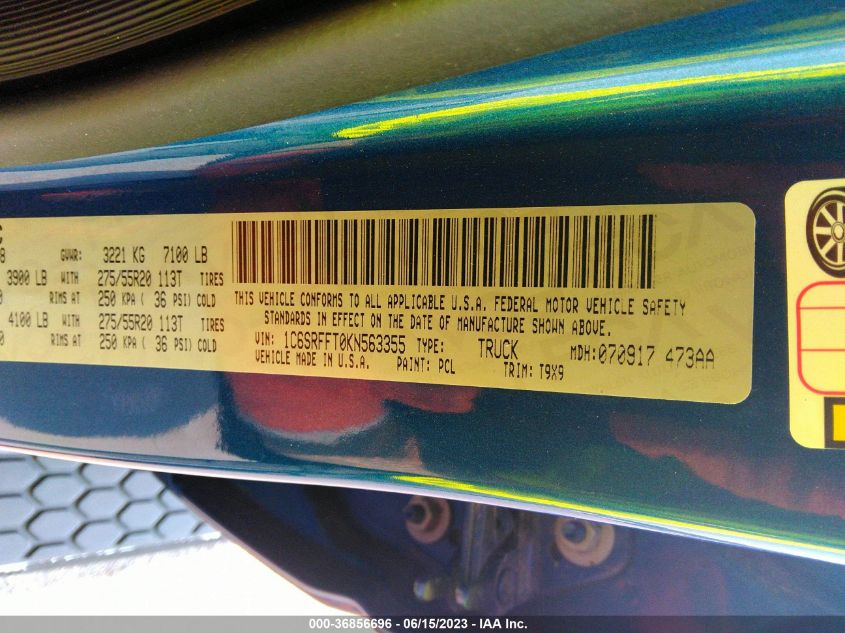 GVWR: 3221 KG 7100 LB
3900 LB WITH 275/55R20 113T TIRES
RIMS AT 250 KPA ( 36 PSI) COLD
4100 LB WITH 275/55R20 113T TIRES
RIMS AT 250 KPA ( 36 PSI) COLD
THIS VEHICLE CONFORMS TO ALL APPLICABLE U.S.A. FEDERAL MOTOR VEHICLE SAFETY
STANDARDS IN EFFECT ON THE DATE OF MANUFACTURE SHOWN ABOVE.
VIN: 1C6SRFFT0KN563355 TYPE: TRUCK MDH:070917 473AA
VEHICLE MADE IN U.S.A. PAINT: PCL TRIM: T9X9
000-36856696 - 06/15/2023 - IAA Inc.